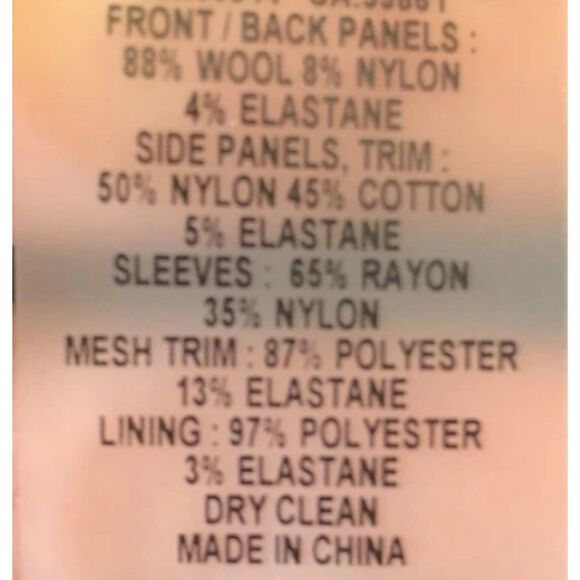 FRONT / BACK PANELS :
88% WOOL 8% NYLON
4% ELASTANE
SIDE PANELS, TRIM :
50% NYLON 45% COTTON
5% ELASTANE
SLEEVES : 65% RAYON
35% NYLON
MESH TRIM : 87% POLYESTER
13% ELASTANE
LINING : 97% POLYESTER
3% ELASTANE
DRY CLEAN
MADE IN CHINA